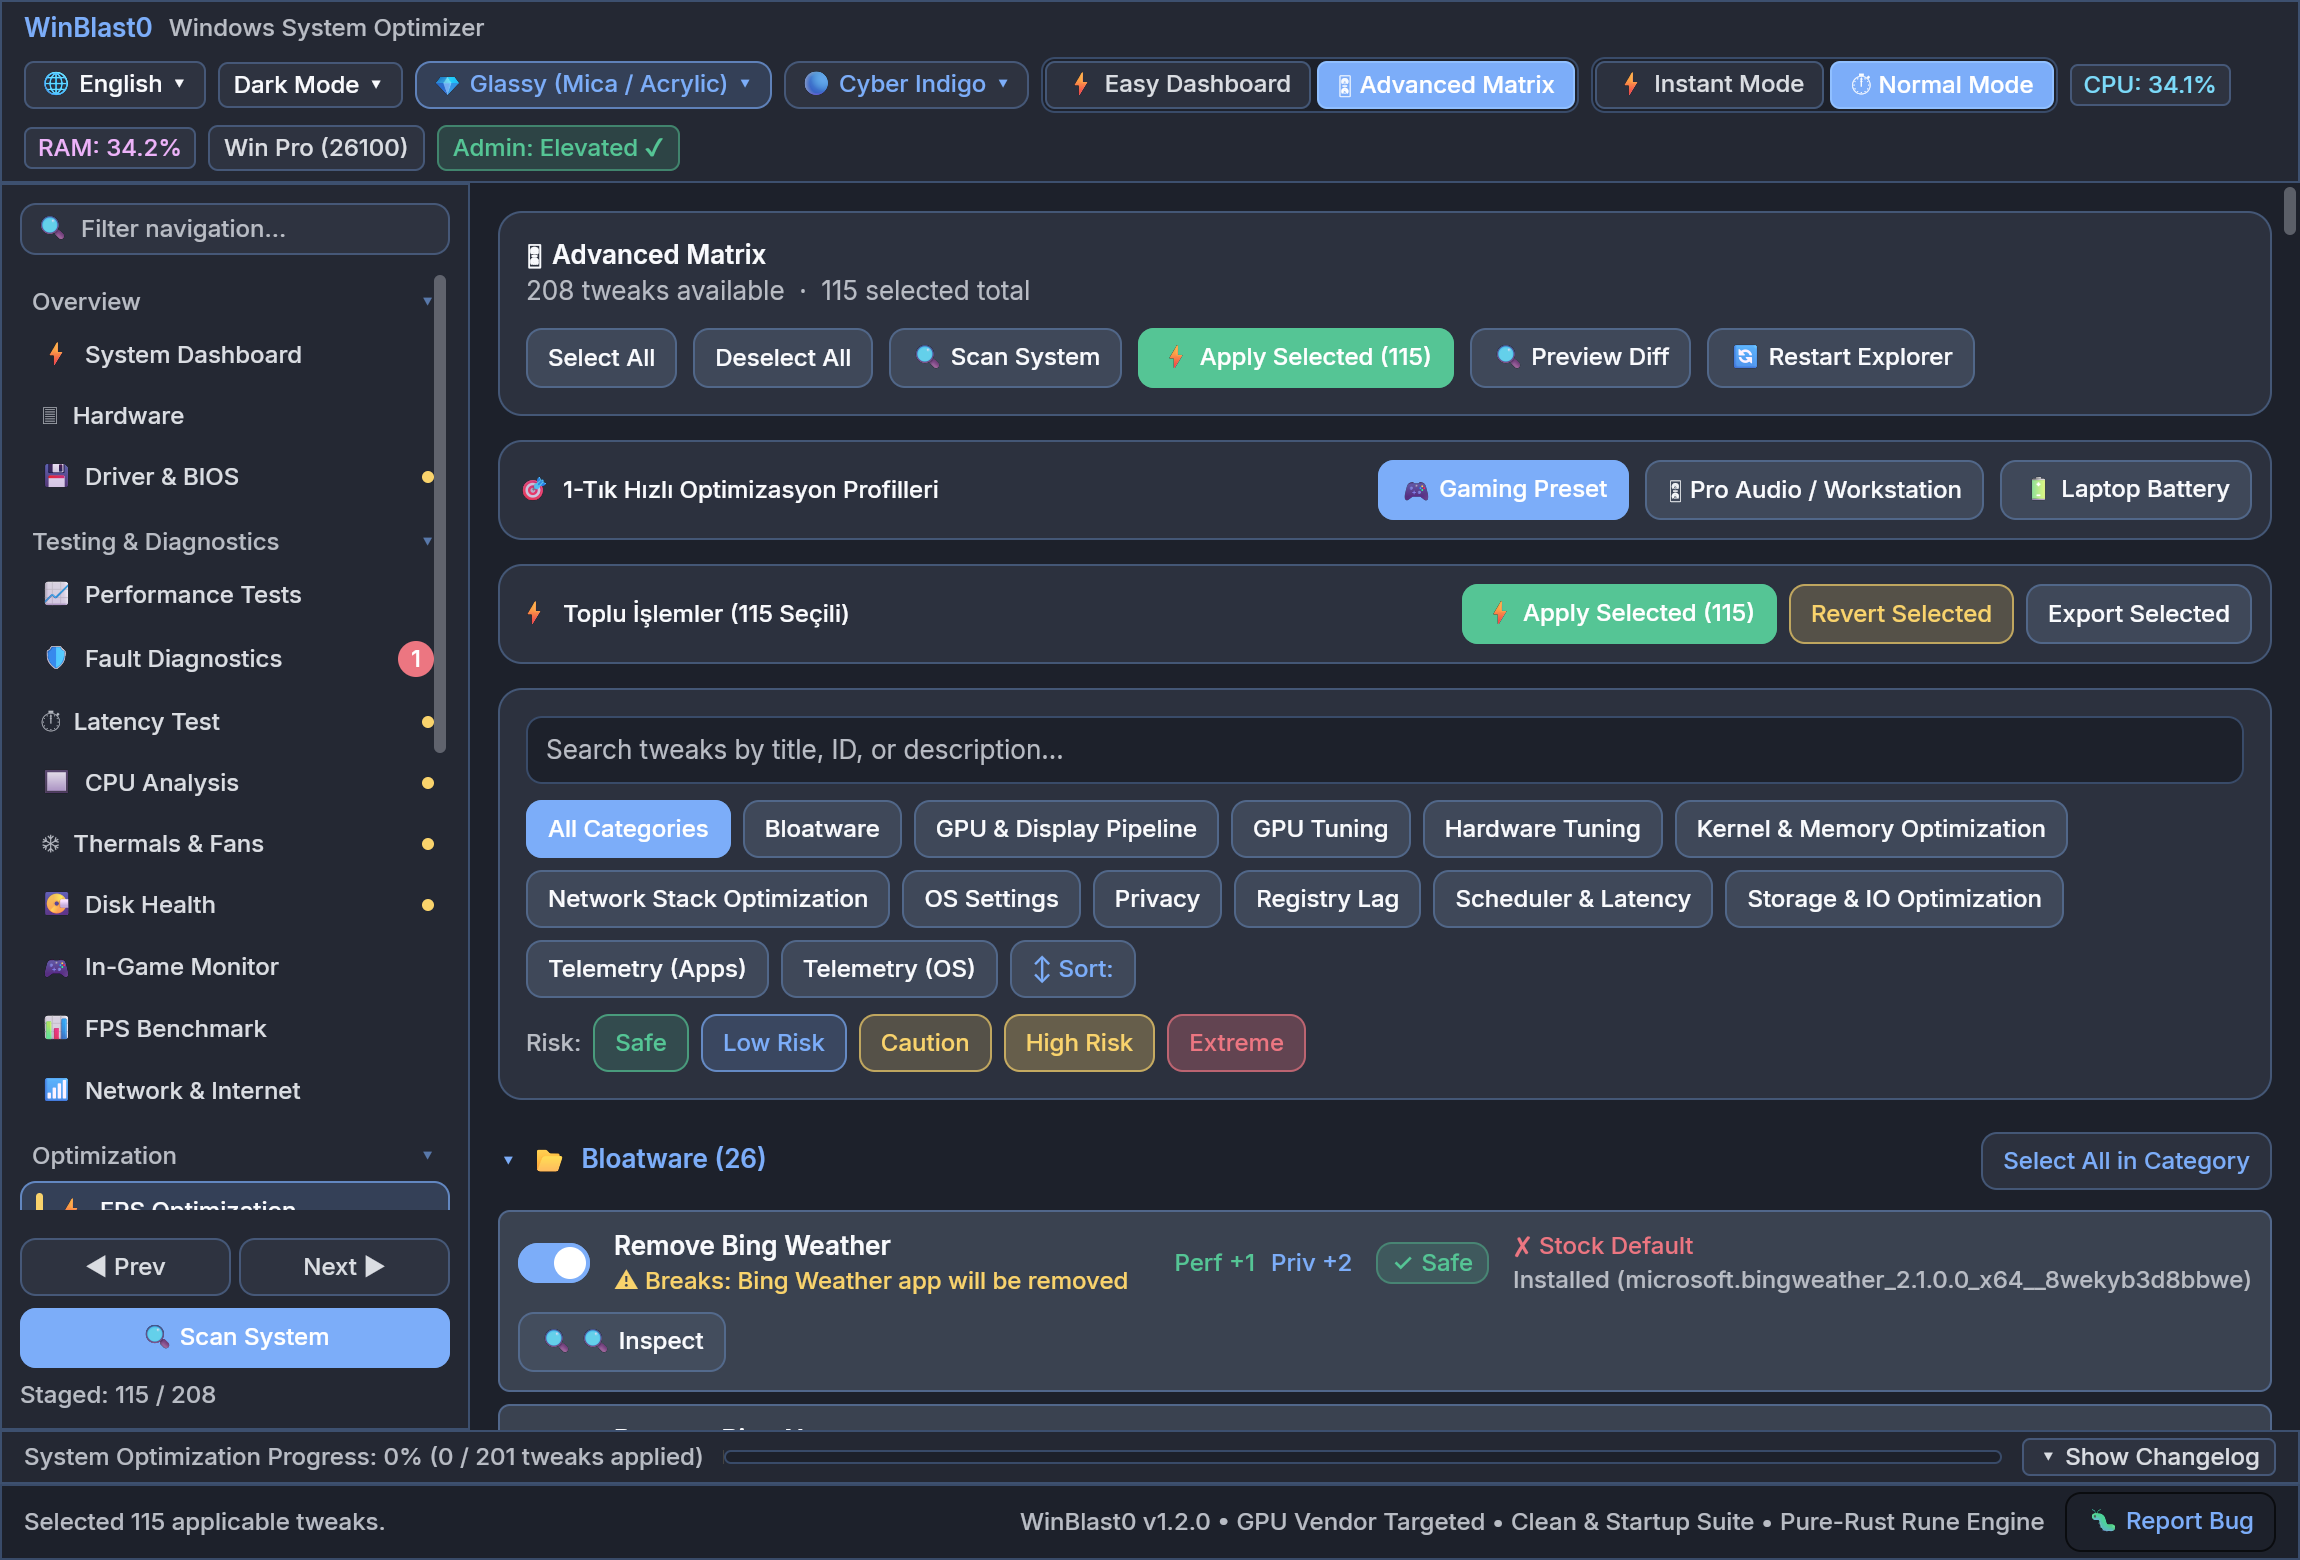 WinBlast0 Windows System Optimizer
English ▼ Dark Mode ▼ Glassy (Mica / Acrylic) ▼ Cyber Indigo ▼ Easy Dashboard Advanced Matrix Instant Mode Normal Mode CPU: 34.1%
RAM: 34.2% Win Pro (26100) Admin: Elevated ✓
Filter navigation...
Overview
System Dashboard
Hardware
Driver & BIOS
Testing & Diagnostics
Performance Tests
Fault Diagnostics 1
Latency Test
CPU Analysis
Thermals & Fans
Disk Health
In-Game Monitor
FPS Benchmark
Network & Internet
Optimization
FPS Optimization
◀ Prev Next ▶
Scan System
Staged: 115 / 208
Advanced Matrix
208 tweaks available · 115 selected total
Select All Deselect All Scan System Apply Selected (115) Preview Diff Restart Explorer
1-Tık Hızlı Optimizasyon Profilleri Gaming Preset Pro Audio / Workstation Laptop Battery
Toplu İşlemler (115 Seçili) Apply Selected (115) Revert Selected Export Selected
Search tweaks by title, ID, or description...
All Categories Bloatware GPU & Display Pipeline GPU Tuning Hardware Tuning Kernel & Memory Optimization
Network Stack Optimization OS Settings Privacy Registry Lag Scheduler & Latency Storage & IO Optimization
Telemetry (Apps) Telemetry (OS) ↕ Sort:
Risk: Safe Low Risk Caution High Risk Extreme
Bloatware (26) Select All in Category
Remove Bing Weather
⚠ Breaks: Bing Weather app will be removed
Perf +1 Priv +2 ✓ Safe
✗ Stock Default
Installed (microsoft.bingweather_2.1.0.0_x64__8wekyb3d8bbwe)
Inspect
System Optimization Progress: 0% (0 / 201 tweaks applied) ▼ Show Changelog
Selected 115 applicable tweaks. WinBlast0 v1.2.0 • GPU Vendor Targeted • Clean & Startup Suite • Pure-Rust Rune Engine Report Bug